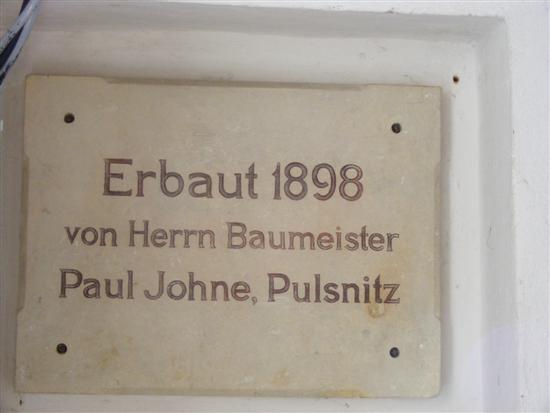 Erbaut 1898
von Herrn Baumeister
Paul Johne, Pulsnitz